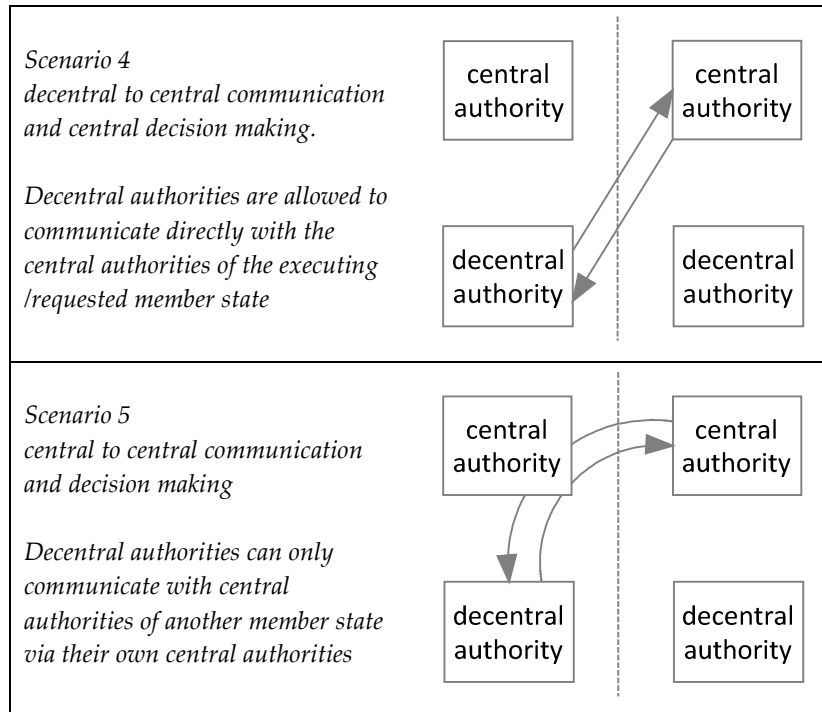 Scenario 4
decentral to central communication
and central decision making.
Decentral authorities are allowed to
communicate directly with the
central authorities of the executing
/requested member state
central
authority
central
authority
decentral
authority
decentral
authority
Scenario 5
central to central communication
and decision making
Decentral authorities can only
communicate with central
authorities of another member state
via their own central authorities
central
authority
central
authority
decentral
authority
decentral
authority